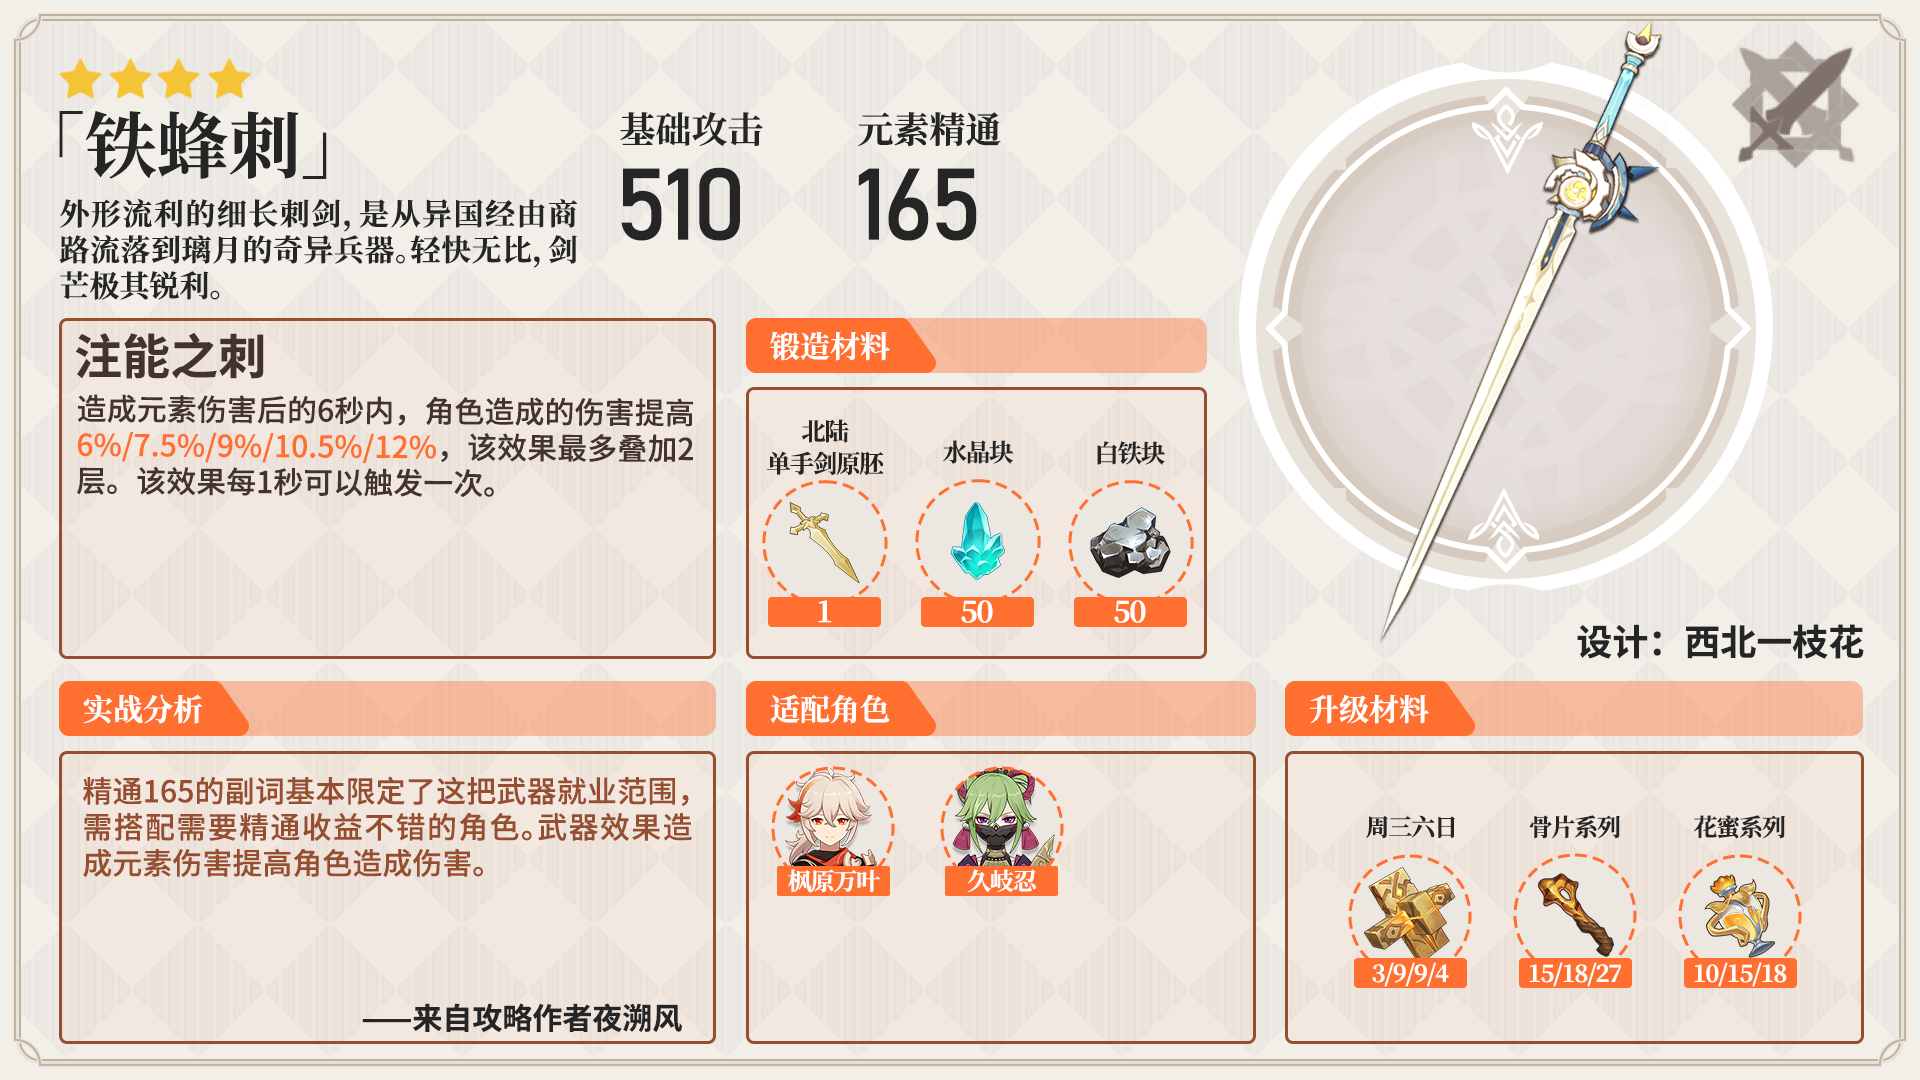 「铁蜂刺」
外形流利的细长刺剑，是从异国经由商
路流落到璃月的奇异兵器。轻快无比，剑
芒极其锐利。
基础攻击
510
元素精通
165
注能之刺
造成元素伤害后的6秒内，角色造成的伤害提高
6%/7.5%/9%/10.5%/12%，该效果最多叠加2
层。该效果每1秒可以触发一次。
锻造材料
北陆
单手剑原胚
水晶块
白铁块
1
50
50
设计：西北一枝花
实战分析
精通165的副词基本限定了这把武器就业范围，
需搭配需要精通收益不错的角色。武器效果造
成元素伤害提高角色造成伤害。
——来自攻略作者夜溯风
适配角色
枫原万叶
久岐忍
升级材料
周三六日
骨片系列
花蜜系列
3/9/9/4
15/18/27
10/15/18